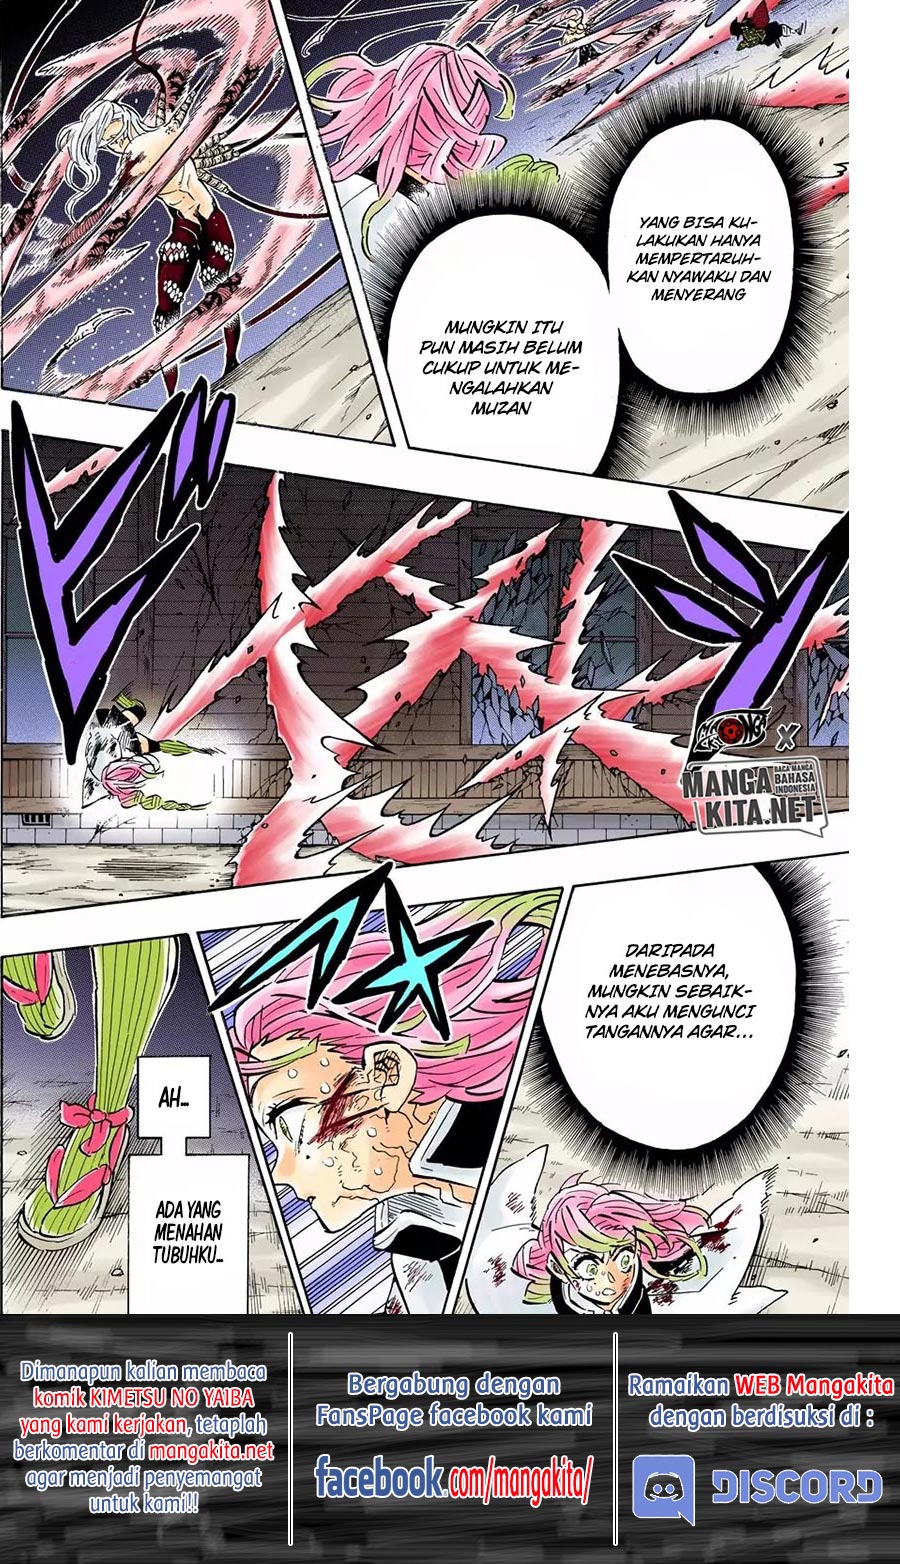 YANG BISA KU-
LAKUKAN HANYA
MEMPERTARUH-
KAN NYAWAKU DAN
MENYERANG
MUNGKIN ITU
PUN MASIH BELUM
CUKUP UNTUK ME-
NGALAHKAN
MUZAN
X
MANGA
BACA MANGA
BAHASA
INDONESIA
KITA.NET
DARIPADA
MENEBASNYA,
MUNGKIN SEBAIK-
NYA AKU MENGUNCI
TANGANNYA AGAR...
AH...
ADA YANG
MENAHAN
TUBUHKU...
Dimanapun kalian membaca
komik KIMETSU NO YAIBA
yang kami kerjakan, tetaplah
berkomentar di mangakita.net
agar menjadi penyemangat
untuk kami!!
Bergabung dengan
FansPage facebook kami
facebook.com/mangakita/
Ramaikan WEB Mangakita
dengan berdisuksi di :
DISCORD